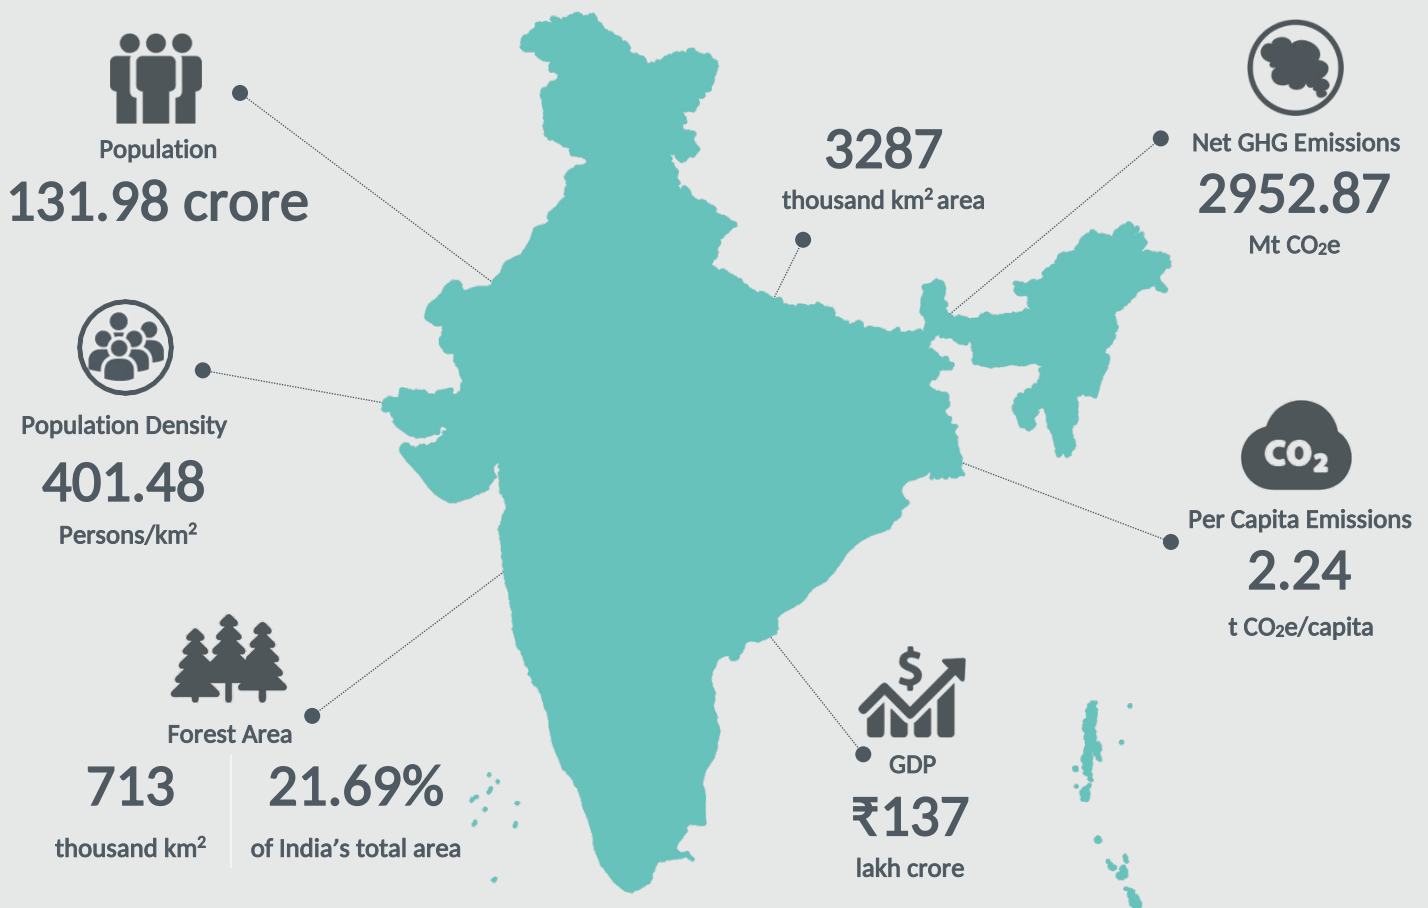 Population
131.98 crore
Population Density
401.48
Persons/km²
Forest Area
713
thousand km²
21.69%
of India’s total area
3287
thousand km² area
Net GHG Emissions
2952.87
Mt CO₂e
CO₂
Per Capita Emissions
2.24
t CO₂e/capita
$
GDP
₹137
lakh crore